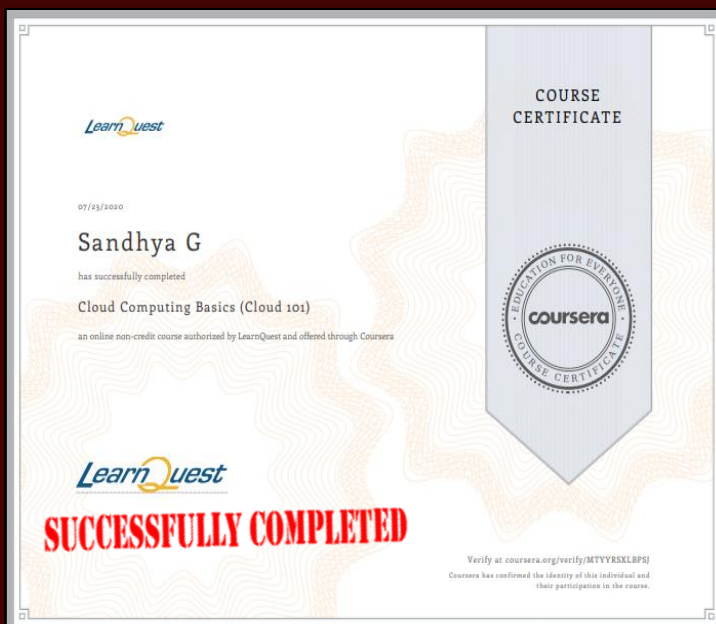 LearnQuest
COURSE
CERTIFICATE
07/23/2020
Sandhya G
has successfully completed
Cloud Computing Basics (Cloud 101)
an online non-credit course authorized by LearnQuest and offered through Coursera
EDUCATION FOR EVERYONE
coursera
COURSE CERTIFICATE
LearnQuest
SUCCESSFULLY COMPLETED
Verify at coursera.org/verify/MTYYRSXLBPSJ
Coursera has confirmed the identity of this individual and
their participation in the course.